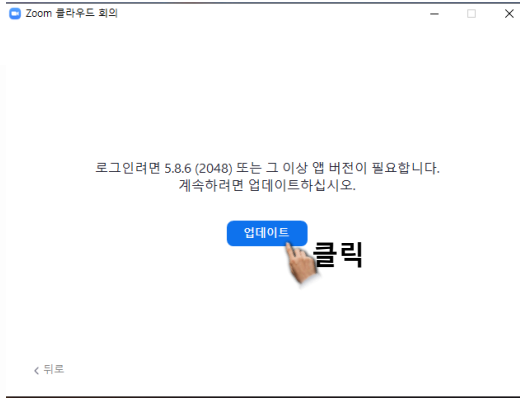 Zoom 클라우드 회의
로그인려면 5.8.6 (2048) 또는 그 이상 앱 버전이 필요합니다.
계속하려면 업데이트하십시오.
업데이트
클릭
뒤로